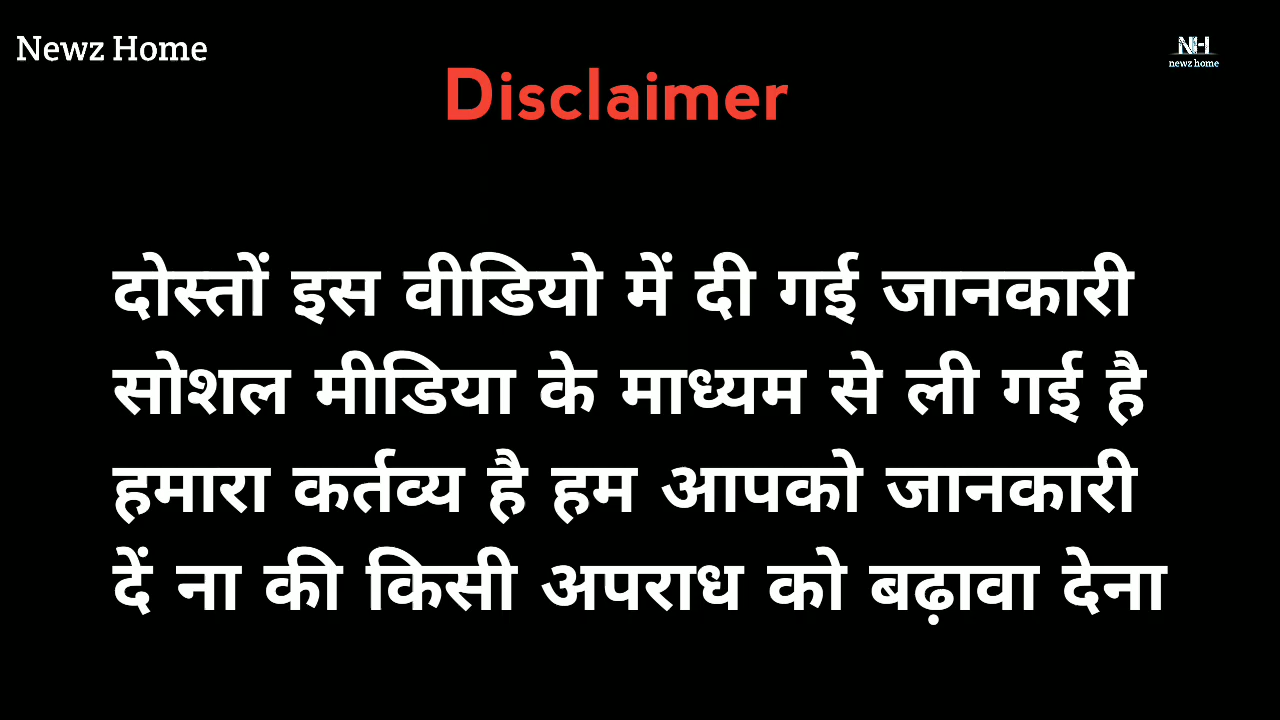 Newz Home
NH
newz home
Disclaimer
दोस्तों इस वीडियो में दी गई जानकारी
सोशल मीडिया के माध्यम से ली गई है
हमारा कर्तव्य है हम आपको जानकारी
दें ना की किसी अपराध को बढ़ावा देना